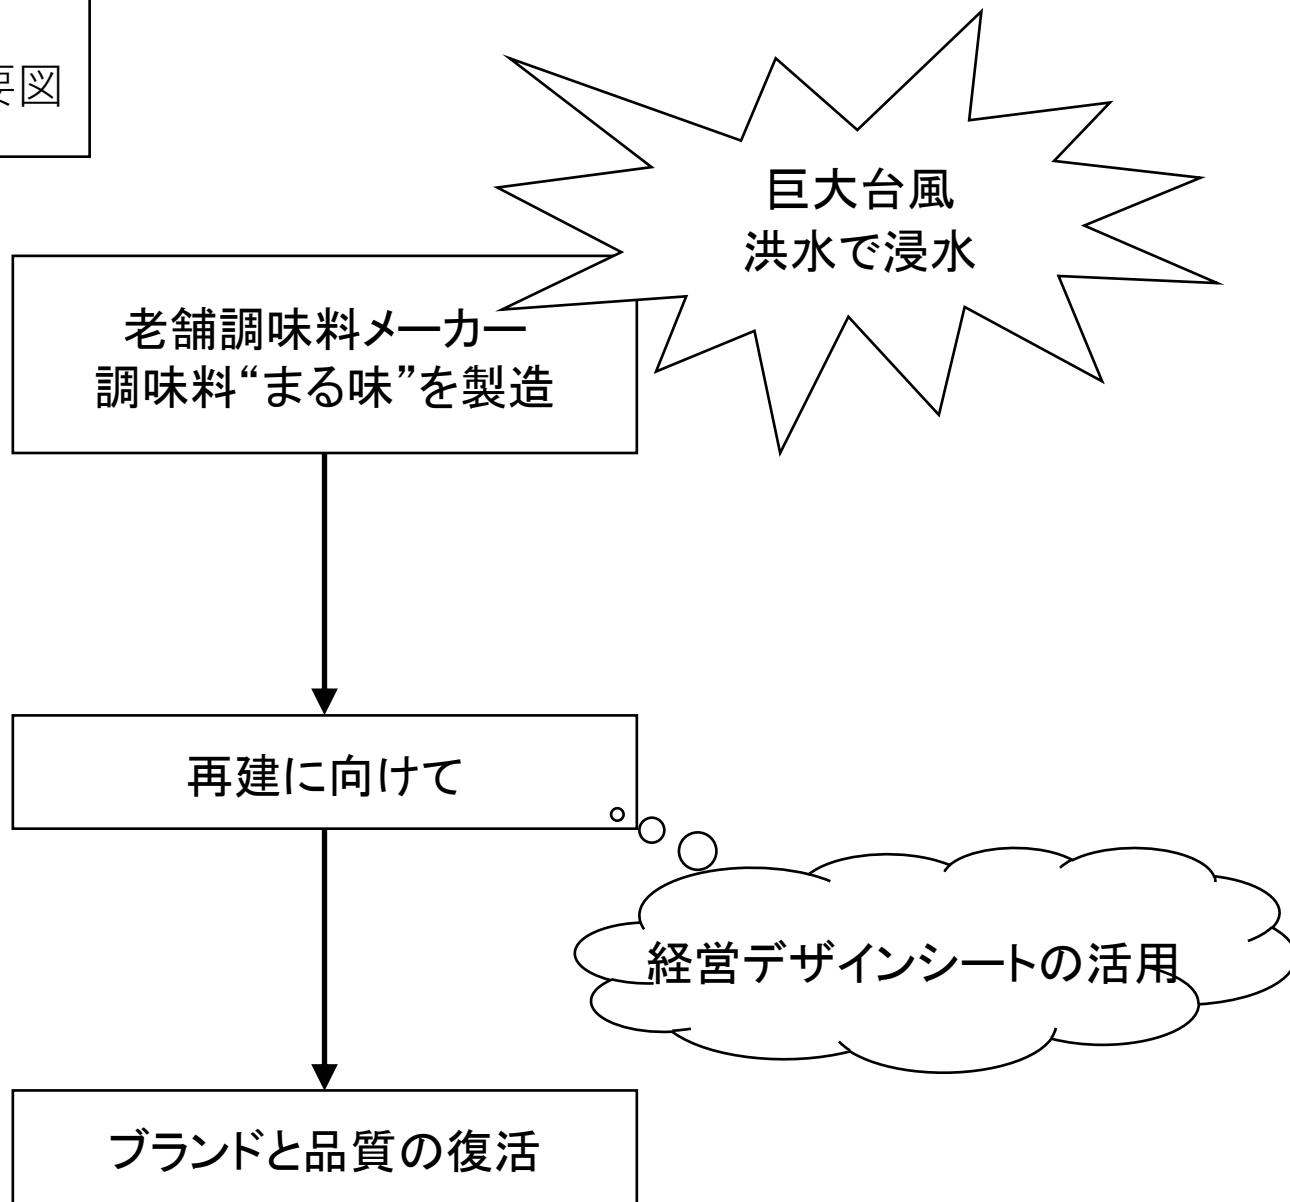 要図
巨大台風
洪水で浸水
老舗調味料メーカー
調味料“まる味”を製造
再建に向けて
経営デザインシートの活用
ブランドと品質の復活